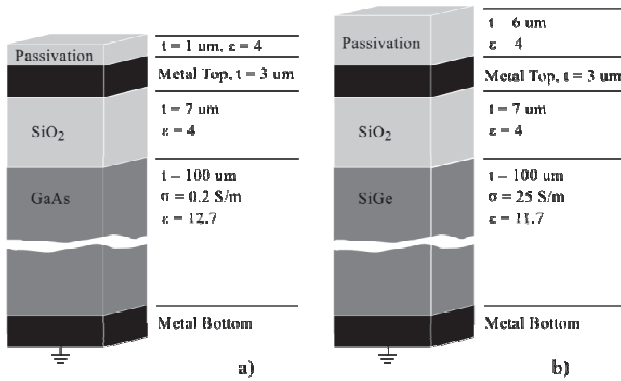 Passivation
t = 1 um, ε = 4
Metal Top, t = 3 um
SiO2
t = 7 um
ε = 4
GaAs
t = 100 um
σ = 0.2 S/m
ε = 12.7
Metal Bottom
a)
Passivation
t 6 um
ε 4
Metal Top, t = 3 um
SiO2
t = 7 um
ε = 4
SiGe
t = 100 um
σ = 25 S/m
ε = 11.7
Metal Bottom
b)